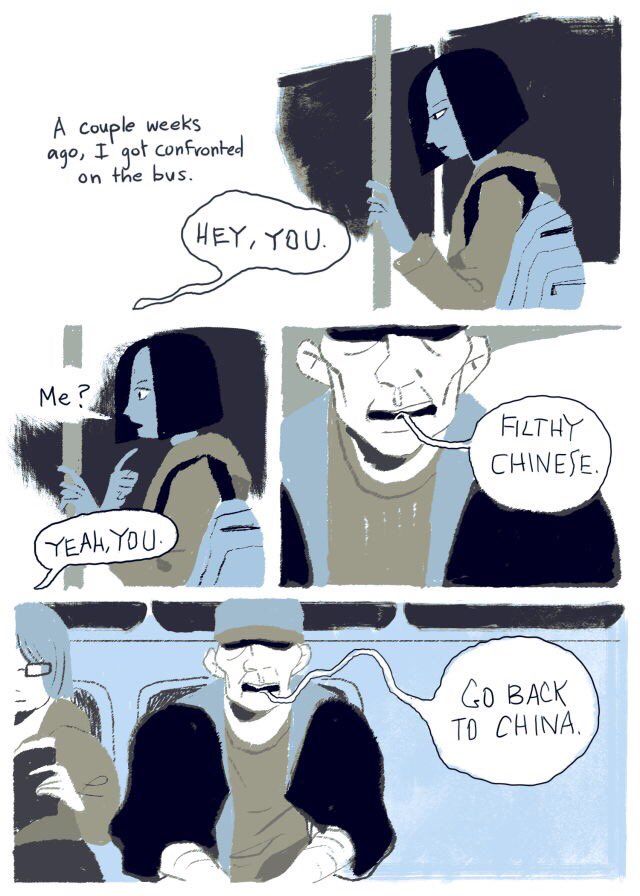 A couple weeks
ago, I got confronted
on the bus.
HEY, YOU.
Me?
YEAH, YOU.
FILTHY
CHINESE.
GO BACK
TO CHINA.